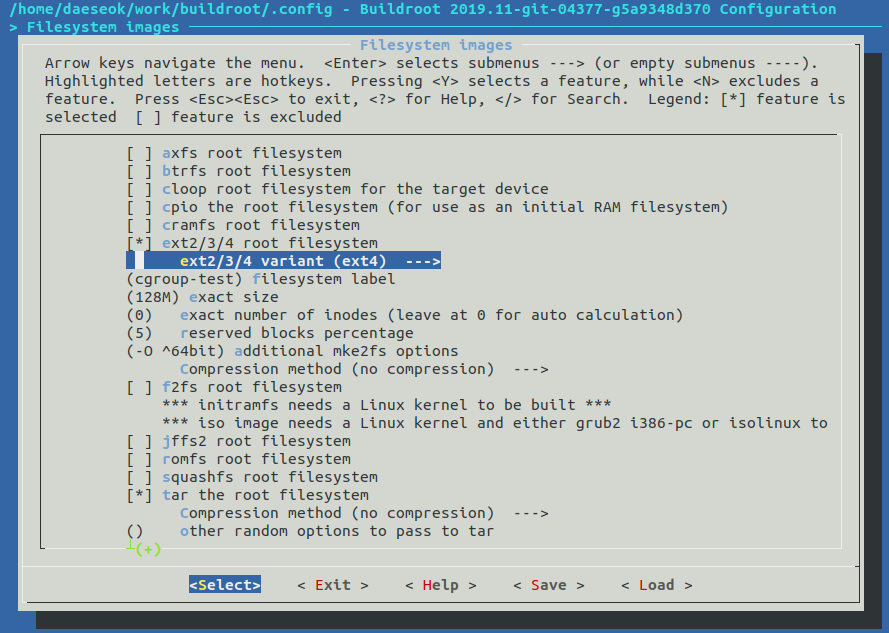 /home/daeseok/work/buildroot/.config - Buildroot 2019.11-git-04377-g5a9348d370 Configuration
> Filesystem images
Filesystem images
Arrow keys navigate the menu.  <Enter> selects submenus ---> (or empty submenus ----).
Highlighted letters are hotkeys.  Pressing <Y> selects a feature, while <N> excludes a
feature.  Press <Esc><Esc> to exit, <?> for Help, </> for Search.  Legend: [*] feature is
selected  [ ] feature is excluded
[ ] axfs root filesystem
[ ] btrfs root filesystem
[ ] cloop root filesystem for the target device
[ ] cpio the root filesystem (for use as an initial RAM filesystem)
[ ] cramfs root filesystem
[*] ext2/3/4 root filesystem
ext2/3/4 variant (ext4)  --->
(cgroup-test) filesystem label
(128M) exact size
(0)   exact number of inodes (leave at 0 for auto calculation)
(5)   reserved blocks percentage
(-O ^64bit) additional mke2fs options
Compression method (no compression)  --->
[ ] f2fs root filesystem
*** initramfs needs a Linux kernel to be built ***
*** iso image needs a Linux kernel and either grub2 i386-pc or isolinux to
[ ] jffs2 root filesystem
[ ] romfs root filesystem
[ ] squashfs root filesystem
[*] tar the root filesystem
Compression method (no compression)  --->
()    other random options to pass to tar
(+)
<Select>    < Exit >    < Help >    < Save >    < Load >